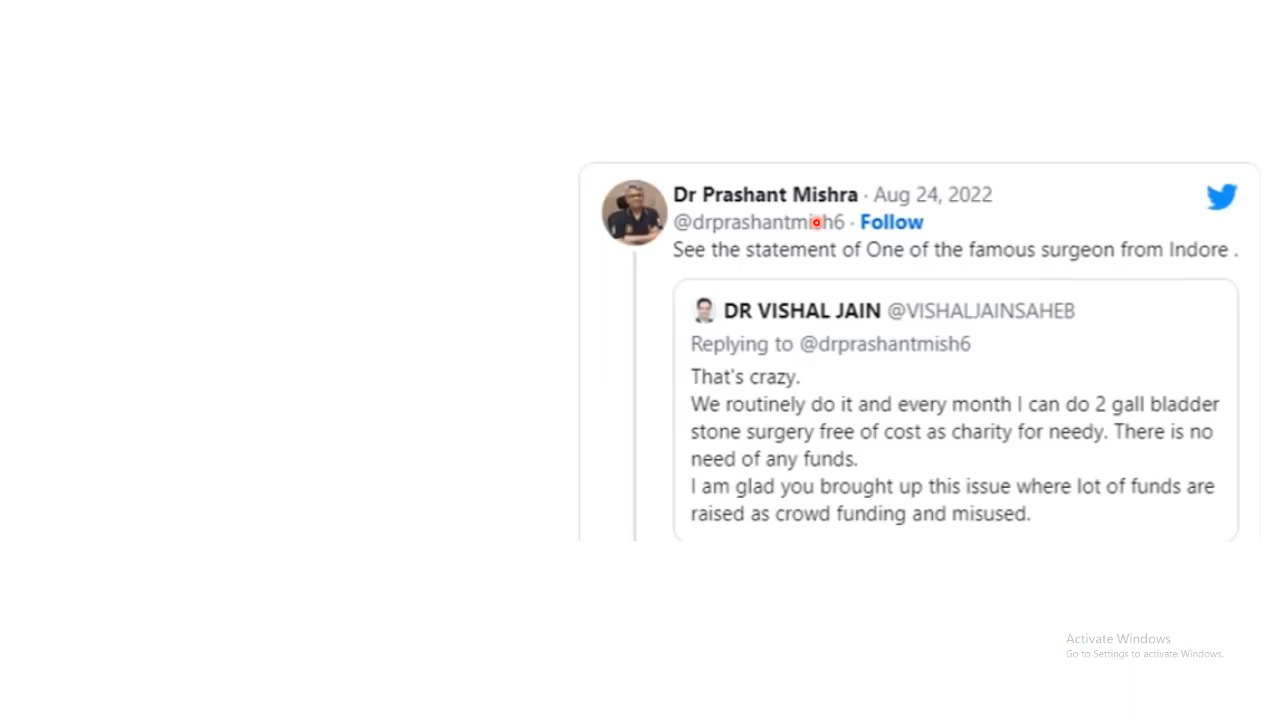 Dr Prashant Mishra · Aug 24, 2022
@drprashantmish6 · Follow
See the statement of One of the famous surgeon from Indore .
DR VISHAL JAIN @VISHALJAINSAHEB
Replying to @drprashantmish6
That's crazy.
We routinely do it and every month I can do 2 gall bladder
stone surgery free of cost as charity for needy. There is no
need of any funds.
I am glad you brought up this issue where lot of funds are
raised as crowd funding and misused.
Activate Windows
Go to Settings to activate Windows.